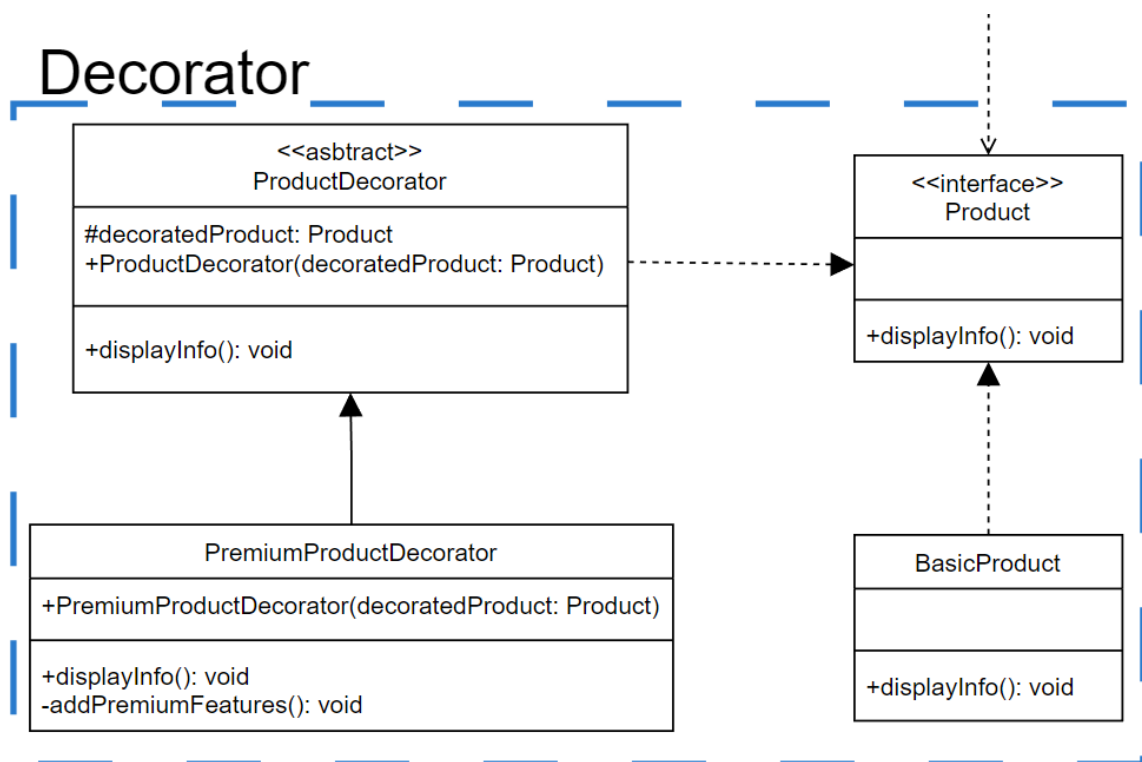 Decorator
<<asbtract>>
ProductDecorator
#decoratedProduct: Product
+ProductDecorator(decoratedProduct: Product)
+displayInfo(): void
<<interface>>
Product
+displayInfo(): void
PremiumProductDecorator
+PremiumProductDecorator(decoratedProduct: Product)
+displayInfo(): void
-addPremiumFeatures(): void
BasicProduct
+displayInfo(): void